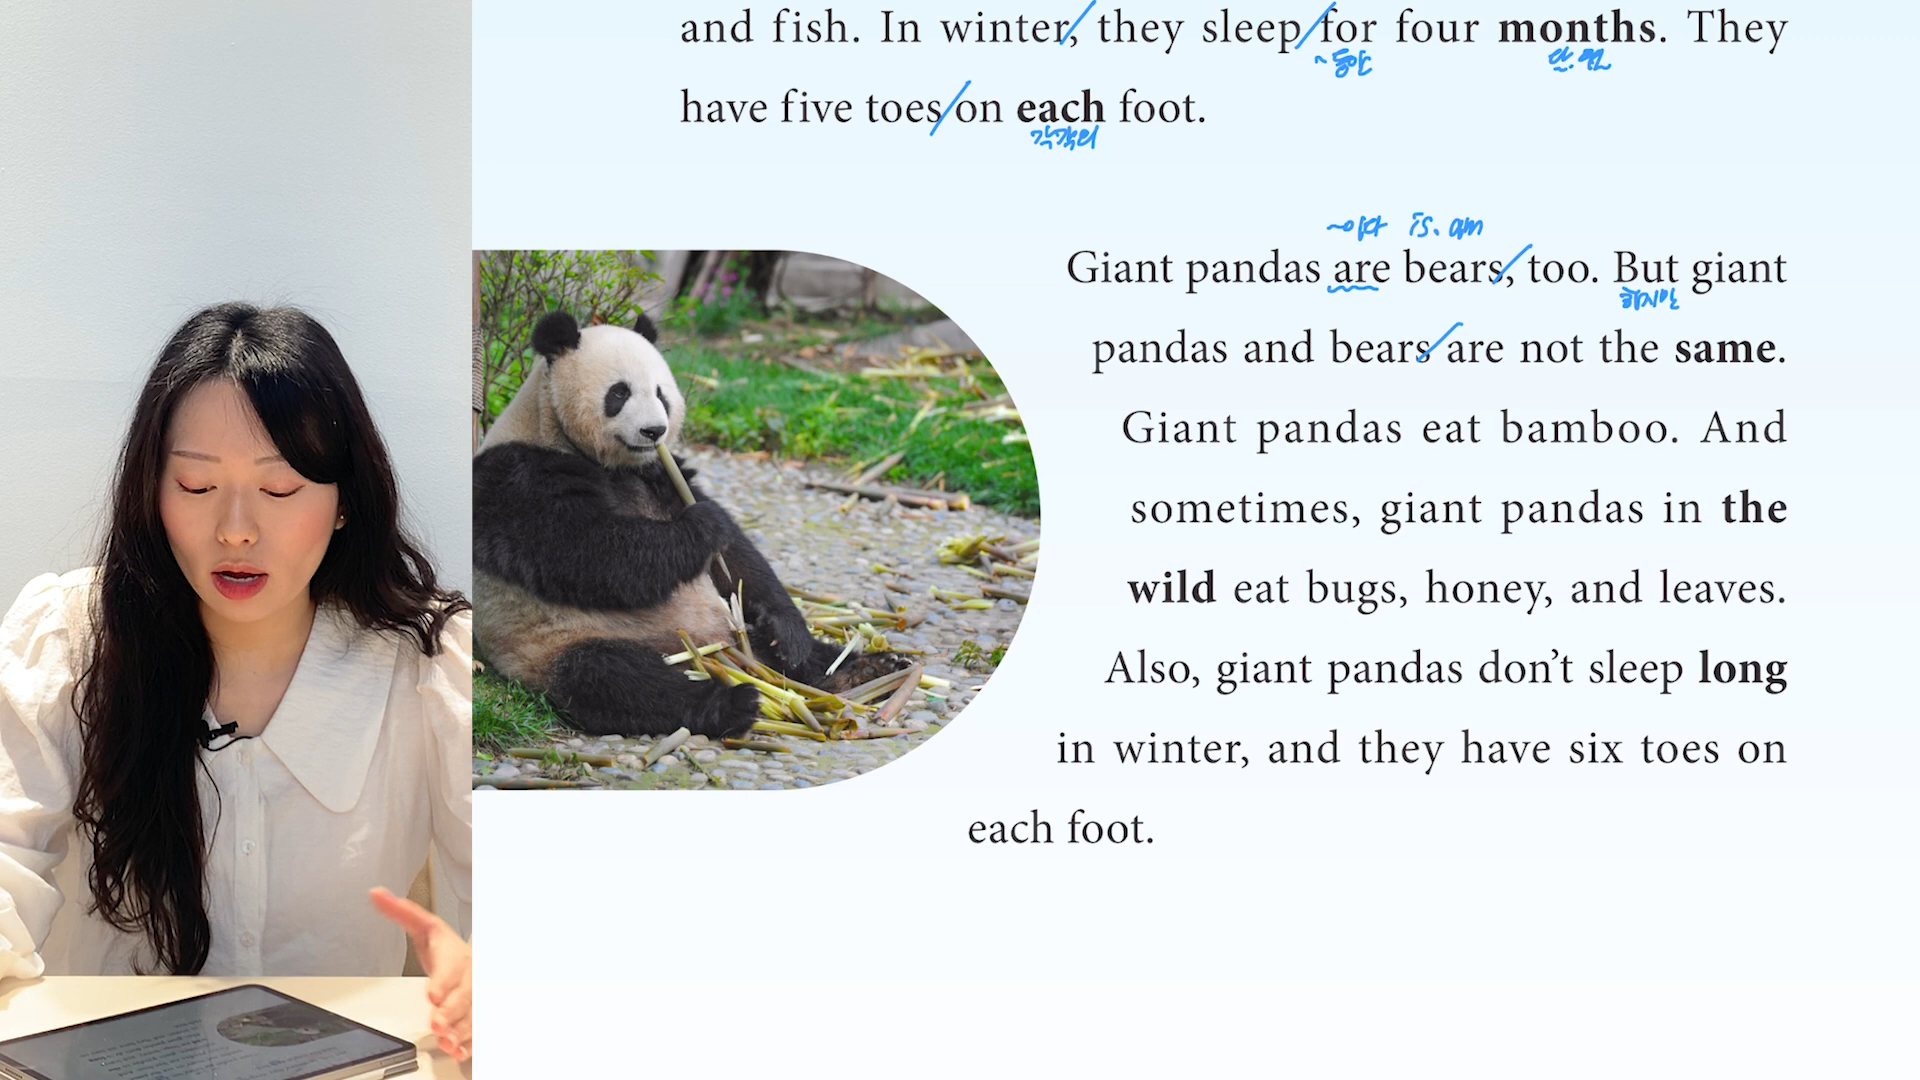 and fish. In winter, they sleep for four months. They
~동안 단. 월
have five toes on each foot.
각각의
~이다 is. am
Giant pandas are bears, too. But giant
하지만
pandas and bears are not the same.
Giant pandas eat bamboo. And
sometimes, giant pandas in the
wild eat bugs, honey, and leaves.
Also, giant pandas don’t sleep long
in winter, and they have six toes on
each foot.